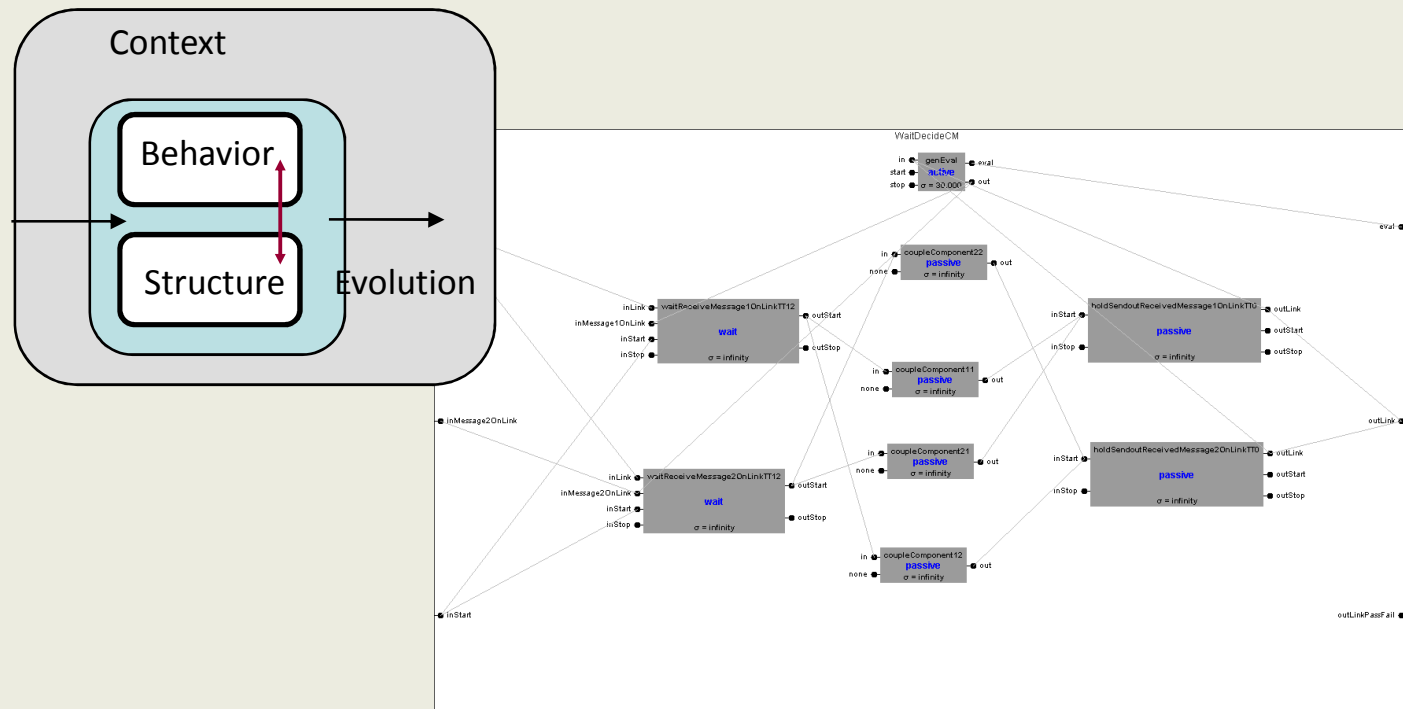 Context
Behavior
Structure
Evolution
WaitDecideCM
in
start
stop
genEval
active
σ = 30.000
eval
out
eval
in
none
coupleComponent22
passive
σ = infinity
out
inLink
inMessage1OnLink
inStart
inStop
waitReceiveMessage1OnLinkTT12
wait
σ = infinity
outStart
outStop
in
none
coupleComponent11
passive
σ = infinity
out
inStart
inStop
passive
σ = infinity
outLink
outStart
outStop
inMessage2OnLink
outLink
in
none
coupleComponent21
passive
σ = infinity
out
inLink
inMessage2OnLink
inStart
inStop
waitReceiveMessage2OnLinkTT12
wait
σ = infinity
outStart
outStop
inStart
inStop
holdSendoutReceivedMessage2OnLinkTT0
passive
σ = infinity
outLink
outStart
outStop
in
none
coupleComponent12
passive
σ = infinity
out
inStart
outLinkPassFail